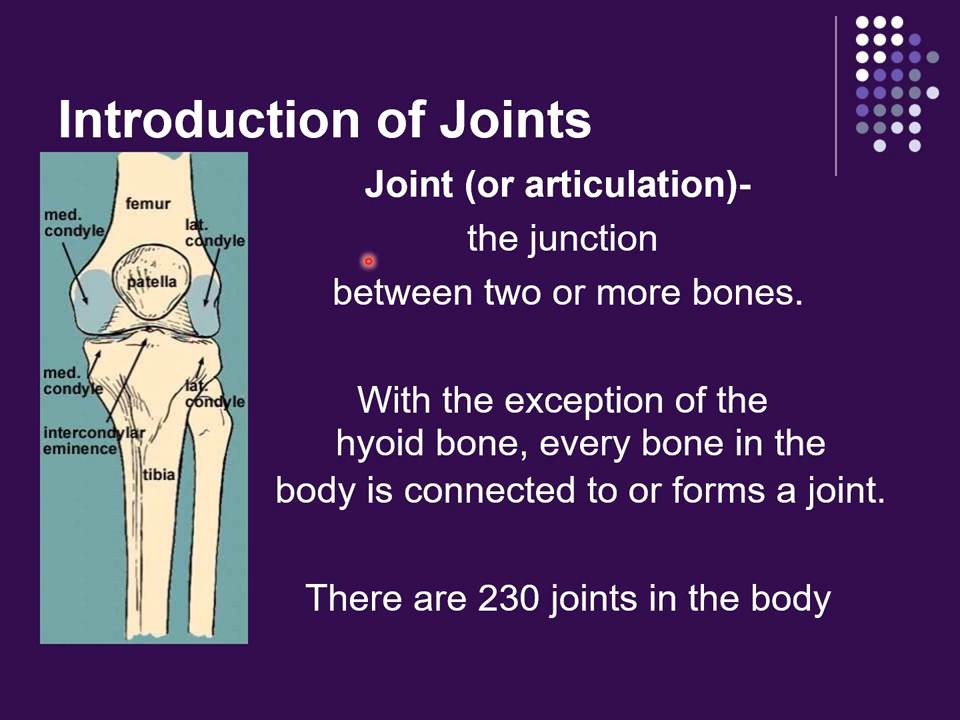 Introduction of Joints
Joint (or articulation)-
the junction
between two or more bones.
With the exception of the
hyoid bone, every bone in the
body is connected to or forms a joint.
There are 230 joints in the body
femur
med.
condyle
lat.
condyle
patella
med.
condyle
lat.
condyle
intercondylar
eminence
tibia